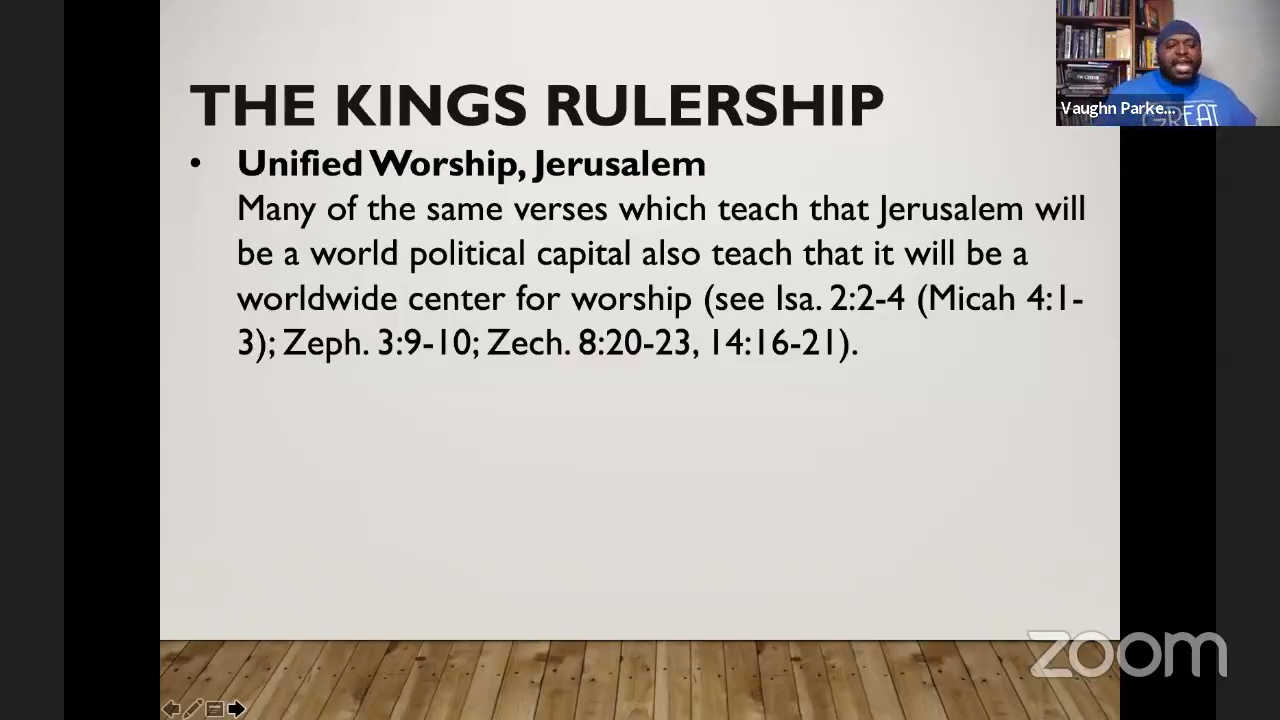 THE KINGS RULERSHIP
• Unified Worship, Jerusalem
Many of the same verses which teach that Jerusalem will
be a world political capital also teach that it will be a
worldwide center for worship (see Isa. 2:2-4 (Micah 4:1-
3); Zeph. 3:9-10; Zech. 8:20-23, 14:16-21).
Vaughn Parke...
GREAT
zoom